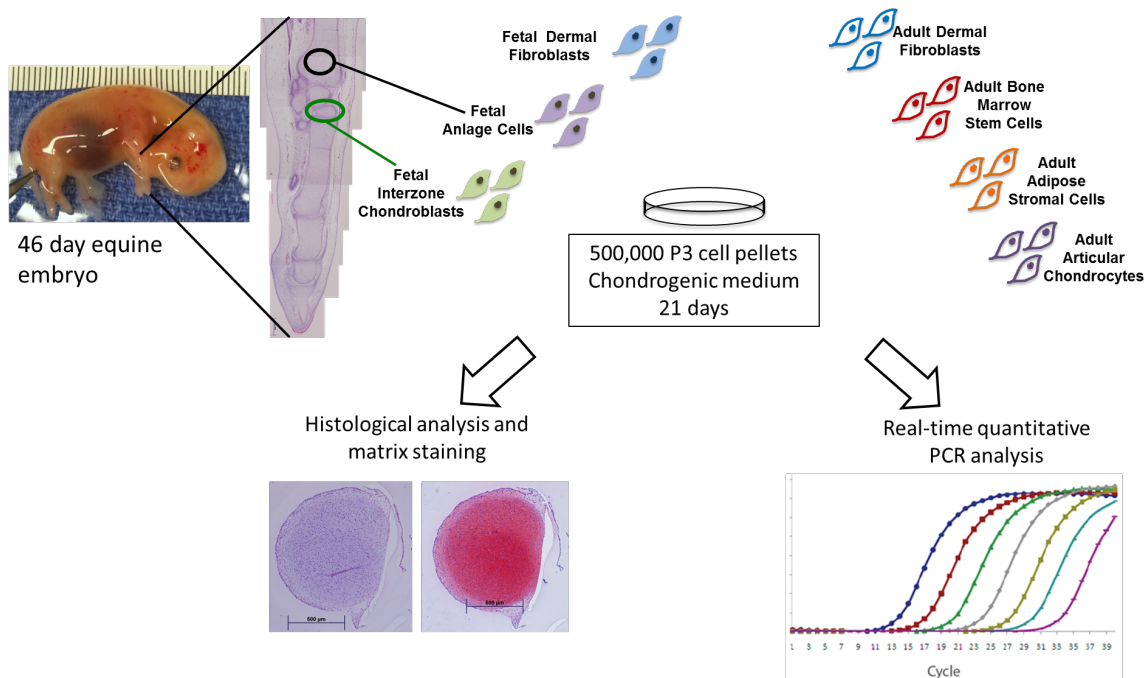 Fetal Dermal
Fibroblasts
Adult Dermal
Fibroblasts
Fetal
Anlage Cells
Adult Bone
Marrow
Stem Cells
Fetal
Interzone
Chondroblasts
Adult
Adipose
Stromal Cells
Adult
Articular
Chondrocytes
46 day equine
embryo
500,000 P3 cell pellets
Chondrogenic medium
21 days
Histological analysis and
matrix staining
Real-time quantitative
PCR analysis
500 µm
500 µm
1 3 5 7 9 11 13 15 17 19 21 23 25 27 29 31 33 35 37 39
Cycle